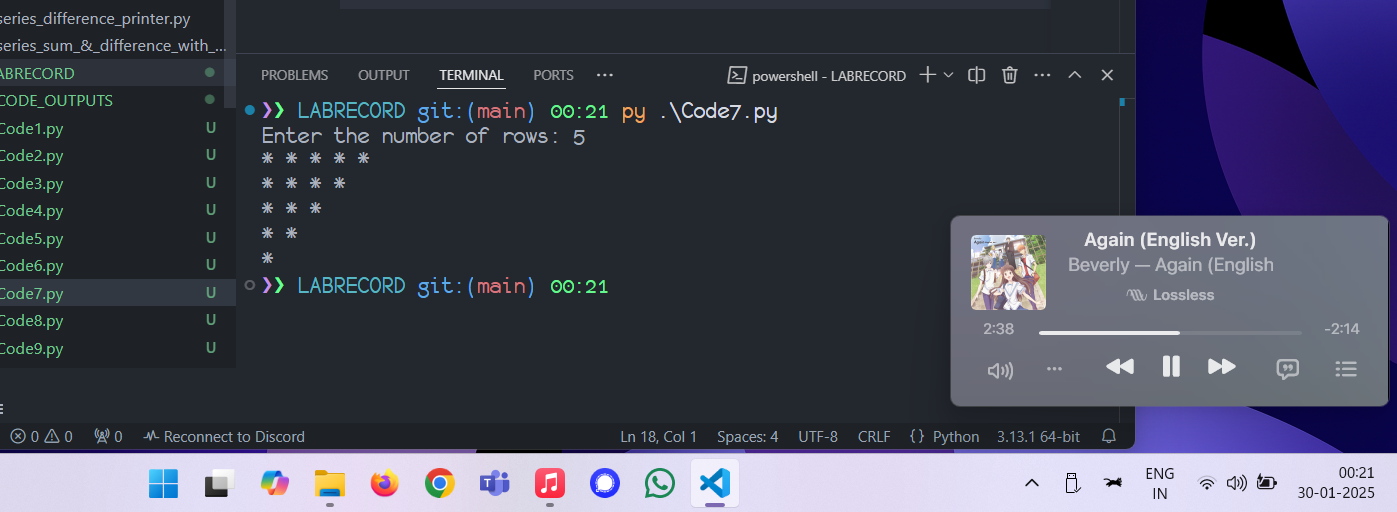 series_difference_printer.py
series_sum_&_difference_with_...
ABRECORD
CODE_OUTPUTS
Code1.py U
Code2.py U
Code3.py U
Code4.py U
Code5.py U
Code6.py U
Code7.py U
Code8.py U
Code9.py U
PROBLEMS OUTPUT TERMINAL PORTS ... powershell - LABRECORD
❯❯ LABRECORD git:(main) 00:21 py .\Code7.py
Enter the number of rows: 5
* * * * *
* * * *
* * *
* *
*
❯❯ LABRECORD git:(main) 00:21
Again (English Ver.)
Beverly — Again (English
Lossless
2:38 -2:14
0 0 0 Reconnect to Discord Ln 18, Col 1 Spaces: 4 UTF-8 CRLF {} Python 3.13.1 64-bit
ENG
IN
00:21
30-01-2025